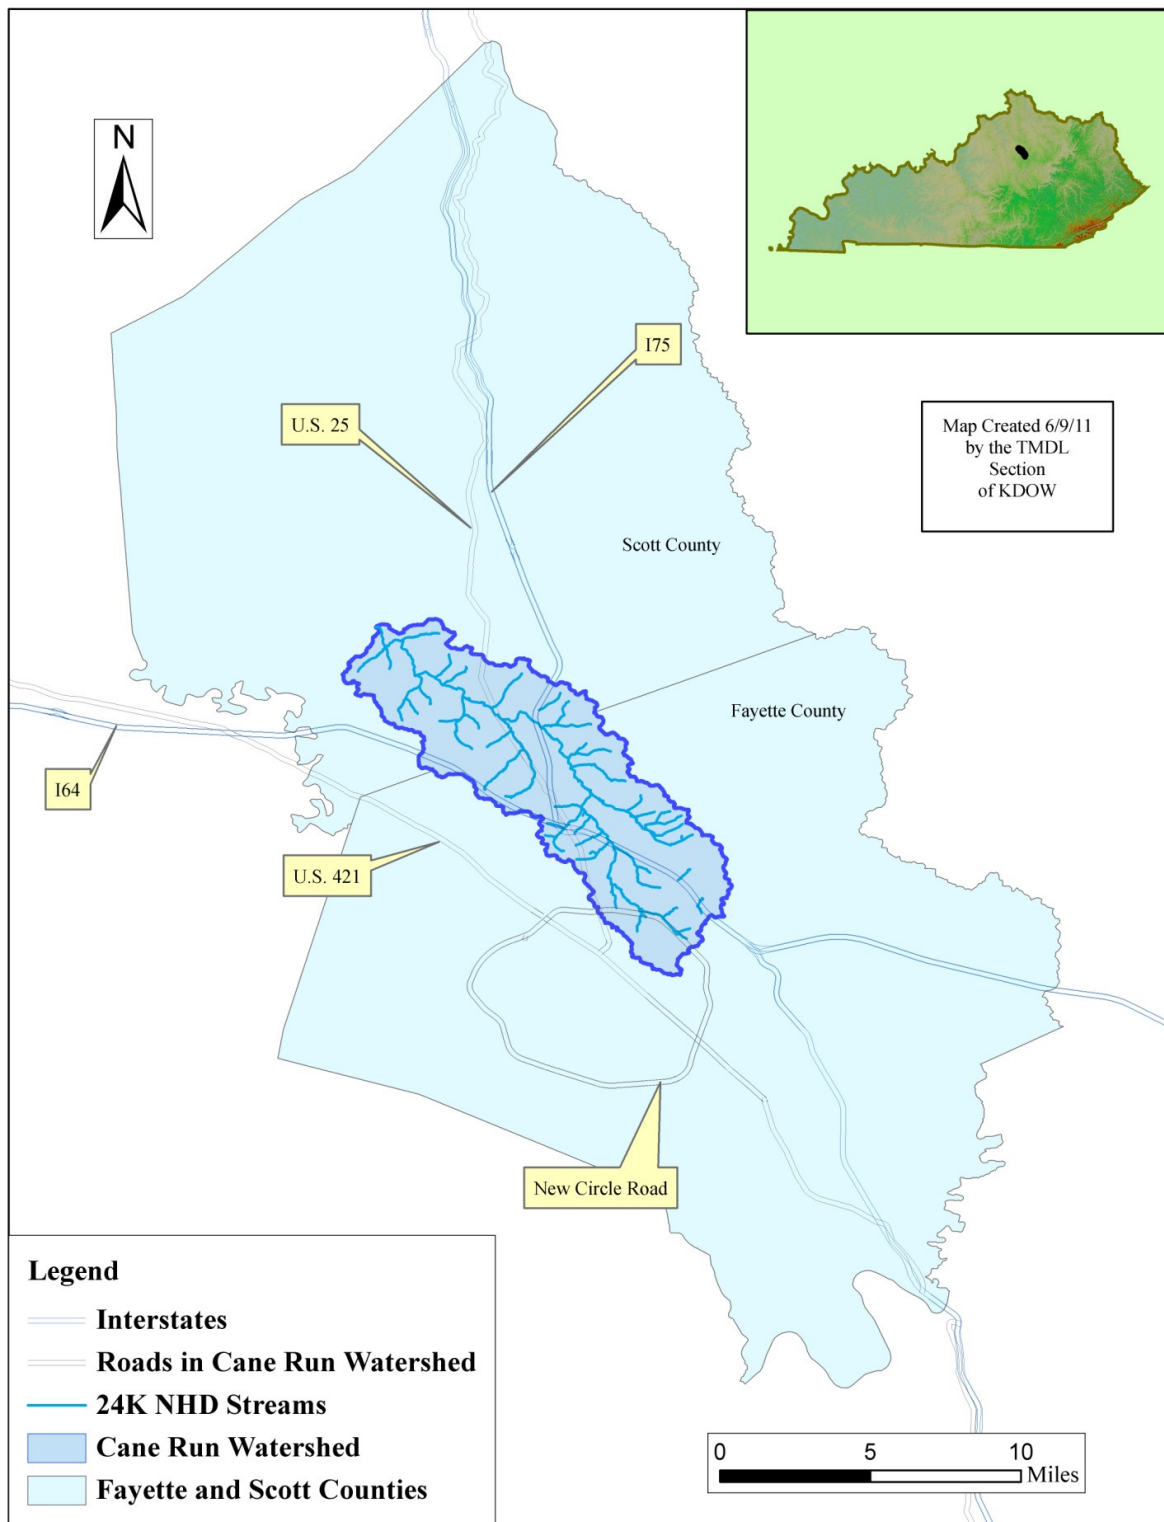 N
I75
U.S. 25
Map Created 6/9/11
by the TMDL
Section
of KDOW
Scott County
Fayette County
I64
U.S. 421
New Circle Road
Legend
Interstates
Roads in Cane Run Watershed
24K NHD Streams
Cane Run Watershed
Fayette and Scott Counties
0 5 10
Miles